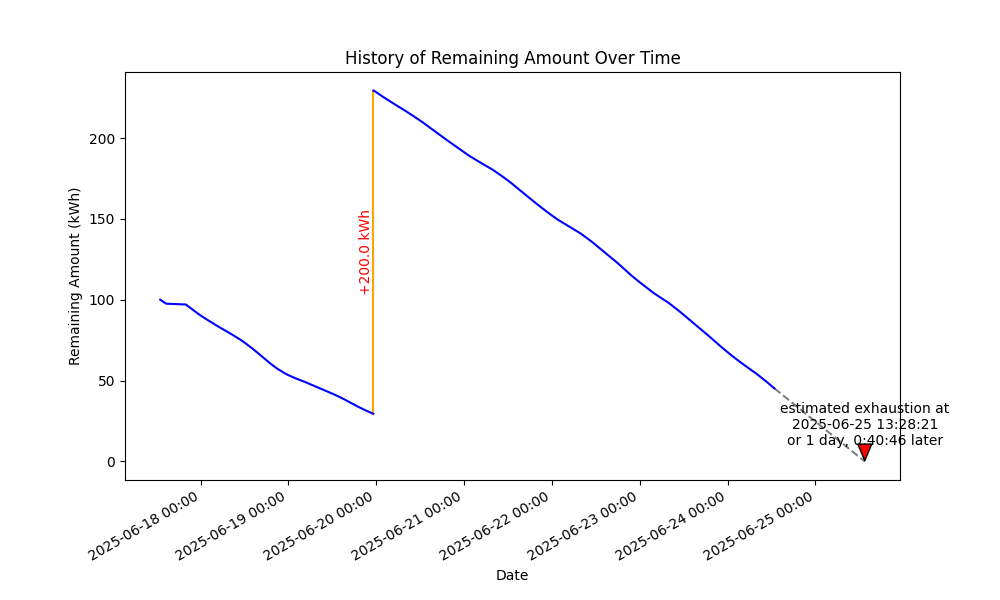 History of Remaining Amount Over Time
Remaining Amount (kWh)
200
150
100
50
0
+200.0 kWh
estimated exhaustion at
2025-06-25 13:28:21
or 1 day, 0:40:46 later
2025-06-18 00:00
2025-06-19 00:00
2025-06-20 00:00
2025-06-21 00:00
2025-06-22 00:00
2025-06-23 00:00
2025-06-24 00:00
2025-06-25 00:00
Date